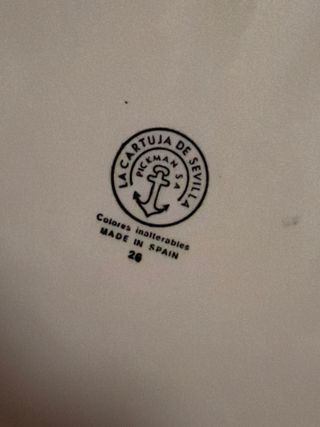 LA CARTUJA DE SEVILLA
PICKMAN S A
Colores inalterables
MADE IN SPAIN
26